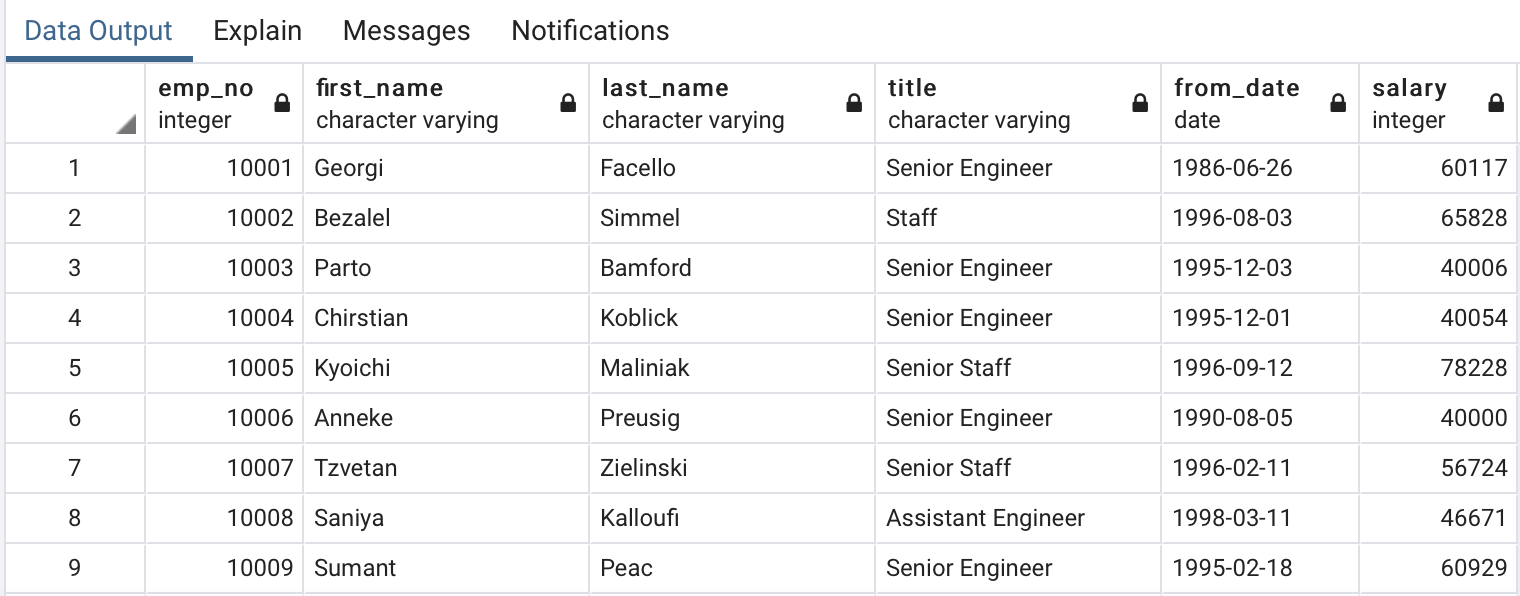 Data Output Explain Messages Notifications
emp_no first_name last_name title from_date salary
integer character varying character varying character varying date integer
1 10001 Georgi Facello Senior Engineer 1986-06-26 60117
2 10002 Bezalel Simmel Staff 1996-08-03 65828
3 10003 Parto Bamford Senior Engineer 1995-12-03 40006
4 10004 Chirstian Koblick Senior Engineer 1995-12-01 40054
5 10005 Kyoichi Maliniak Senior Staff 1996-09-12 78228
6 10006 Anneke Preusig Senior Engineer 1990-08-05 40000
7 10007 Tzvetan Zielinski Senior Staff 1996-02-11 56724
8 10008 Saniya Kalloufi Assistant Engineer 1998-03-11 46671
9 10009 Sumant Peac Senior Engineer 1995-02-18 60929